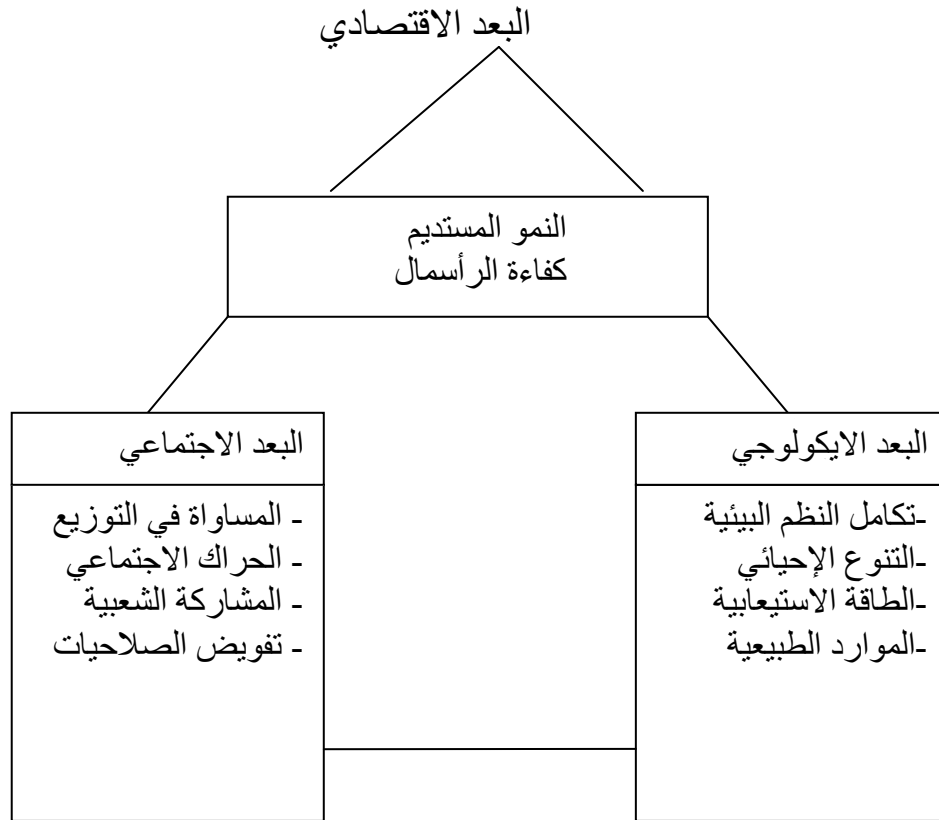 البعد الاقتصادي
النمو المستديم
كفاءة الرأسمال
البعد الايكولوجي
-تكامل النظم البيئية
-التنوع الإحيائي
-الطاقة الاستيعابية
-الموارد الطبيعية
البعد الاجتماعي
- المساواة في التوزيع
- الحراك الاجتماعي
- المشاركة الشعبية
- تفويض الصلاحيات